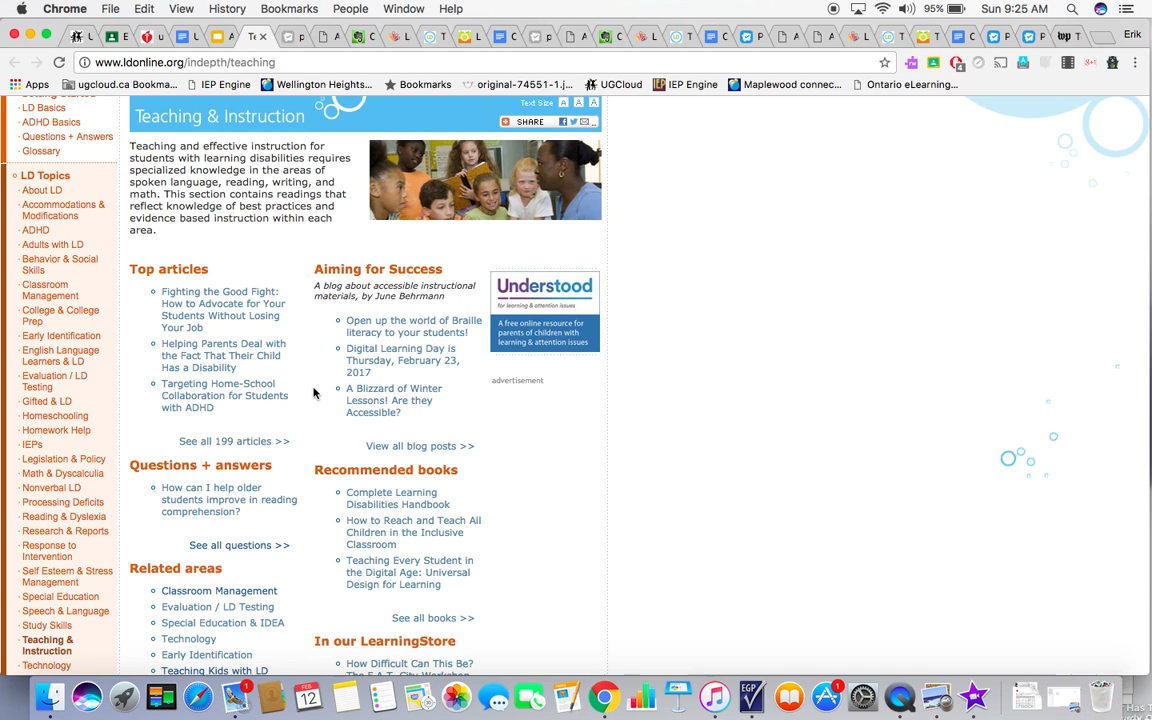 Chrome File Edit View History Bookmarks People Window Help 95% Sun 9:25 AM
Erik
www.ldonline.org/indepth/teaching
Apps ugcloud.ca Bookma... IEP Engine Wellington Heights... Bookmarks original-74551-1.j... UGCloud IEP Engine Maplewood connec... Ontario eLearning...
LD Basics
ADHD Basics
Questions + Answers
Glossary
LD Topics
About LD
Accommodations &
Modifications
ADHD
Adults with LD
Behavior & Social
Skills
Classroom
Management
College & College
Prep
Early Identification
English Language
Learners & LD
Evaluation / LD
Testing
Gifted & LD
Homeschooling
Homework Help
IEPs
Legislation & Policy
Math & Dyscalculia
Nonverbal LD
Processing Deficits
Reading & Dyslexia
Research & Reports
Response to
Intervention
Self Esteem & Stress
Management
Special Education
Speech & Language
Study Skills
Teaching &
Instruction
Technology
Text Size A A A
Teaching & Instruction
SHARE
Teaching and effective instruction for
students with learning disabilities requires
specialized knowledge in the areas of
spoken language, reading, writing, and
math. This section contains readings that
reflect knowledge of best practices and
evidence based instruction within each
area.
Top articles
Fighting the Good Fight:
How to Advocate for Your
Students Without Losing
Your Job
Helping Parents Deal with
the Fact That Their Child
Has a Disability
Targeting Home-School
Collaboration for Students
with ADHD
See all 199 articles >>
Questions + answers
How can I help older
students improve in reading
comprehension?
See all questions >>
Related areas
Classroom Management
Evaluation / LD Testing
Special Education & IDEA
Technology
Early Identification
Teaching Kids with LD
Aiming for Success
A blog about accessible instructional
materials, by June Behrmann
Open up the world of Braille
literacy to your students!
Digital Learning Day is
Thursday, February 23,
2017
A Blizzard of Winter
Lessons! Are they
Accessible?
View all blog posts >>
Recommended books
Complete Learning
Disabilities Handbook
How to Reach and Teach All
Children in the Inclusive
Classroom
Teaching Every Student in
the Digital Age: Universal
Design for Learning
See all books >>
In our LearningStore
How Difficult Can This Be?
Understood
for learning & attention issues
A free online resource for
parents of children with
learning & attention issues
advertisement
FEB
12
EGP